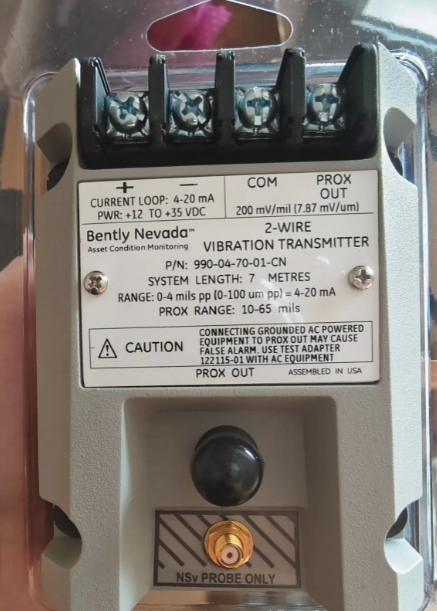 + −
CURRENT LOOP: 4-20 mA
PWR: +12 TO +35 VDC
COM PROX
OUT
200 mV/mil (7.87 mV/um)
Bently Nevada™
Asset Condition Monitoring
2-WIRE
VIBRATION TRANSMITTER
P/N: 990-04-70-01-CN
SYSTEM LENGTH: 7 METRES
RANGE: 0-4 mils pp (0-100 um pp) = 4-20 mA
PROX RANGE: 10-65 mils
CAUTION
CONNECTING GROUNDED AC POWERED
EQUIPMENT TO PROX OUT MAY CAUSE
FALSE ALARM. USE TEST ADAPTER
122115-01 WITH AC EQUIPMENT
PROX OUT ASSEMBLED IN USA
NSv PROBE ONLY